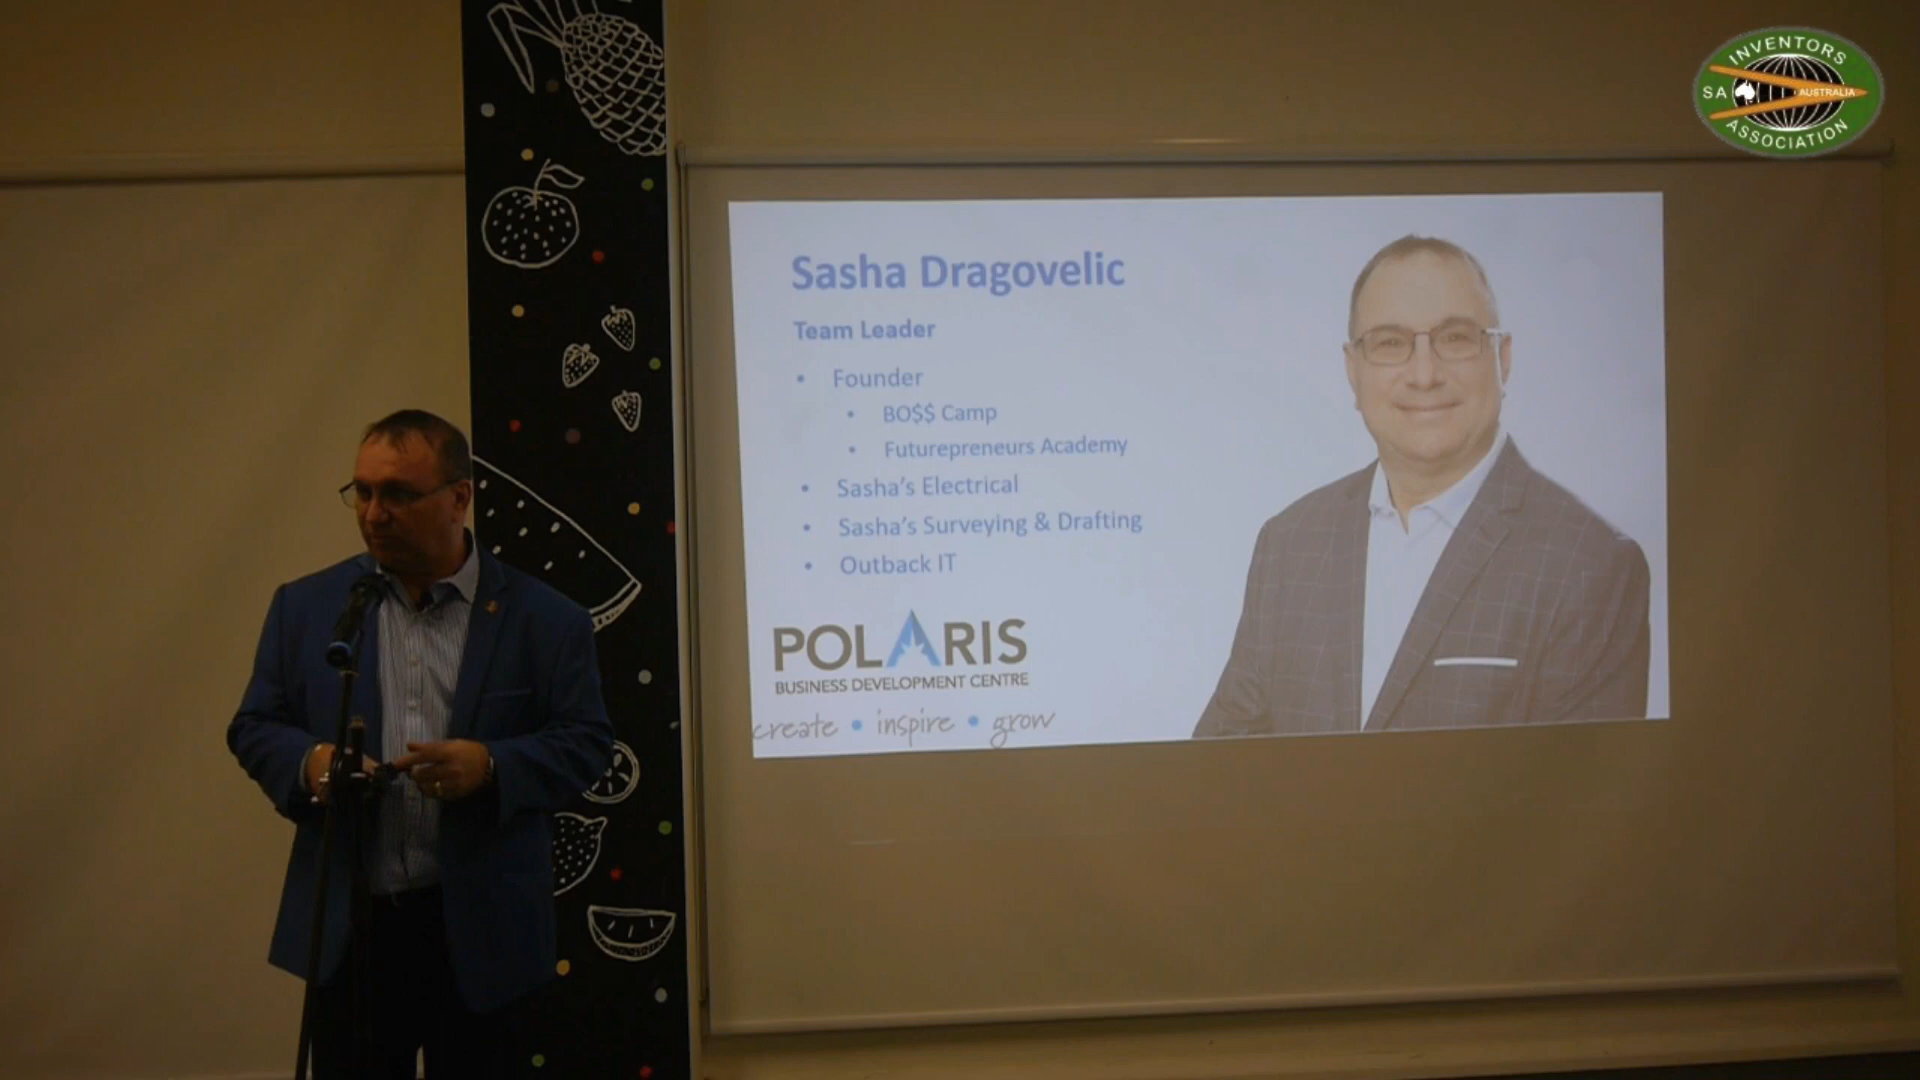 INVENTORS
SA AUSTRALIA
ASSOCIATION
Sasha Dragovelic
Team Leader
• Founder
• BO$$ Camp
• Futurepreneurs Academy
• Sasha's Electrical
• Sasha's Surveying & Drafting
• Outback IT
POLARIS
BUSINESS DEVELOPMENT CENTRE
create • inspire • grow